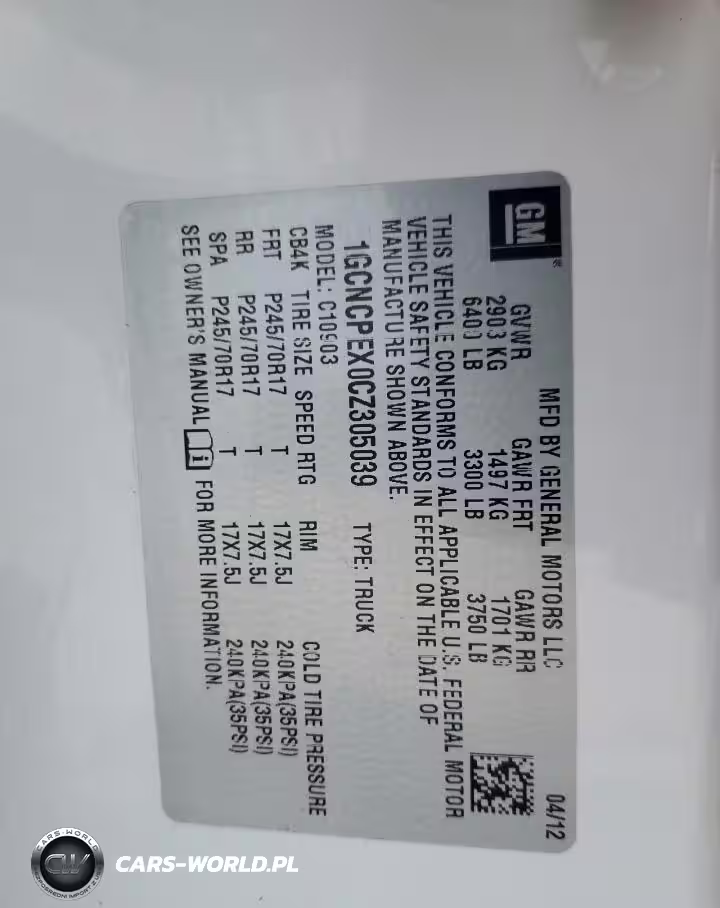 GM
MFD BY GENERAL MOTORS LLC 04/12
GVWR GAWR FRT GAWR RR
2903 KG 1497 KG 1701 KG
6400 LB 3300 LB 3750 LB
THIS VEHICLE CONFORMS TO ALL APPLICABLE U.S. FEDERAL MOTOR
VEHICLE SAFETY STANDARDS IN EFFECT ON THE DATE OF
MANUFACTURE SHOWN ABOVE.
1GCNCPEX0CZ305039 TYPE: TRUCK
MODEL: C10903
CB4K TIRE SIZE SPEED RTG RIM COLD TIRE PRESSURE
FRT P245/70R17 T 17X7.5J 240KPA(35PSI)
RR P245/70R17 T 17X7.5J 240KPA(35PSI)
SPA P245/70R17 T 17X7.5J 240KPA(35PSI)
SEE OWNER'S MANUAL i FOR MORE INFORMATION.
CARS-WORLD
CW
CARS-WORLD.PL